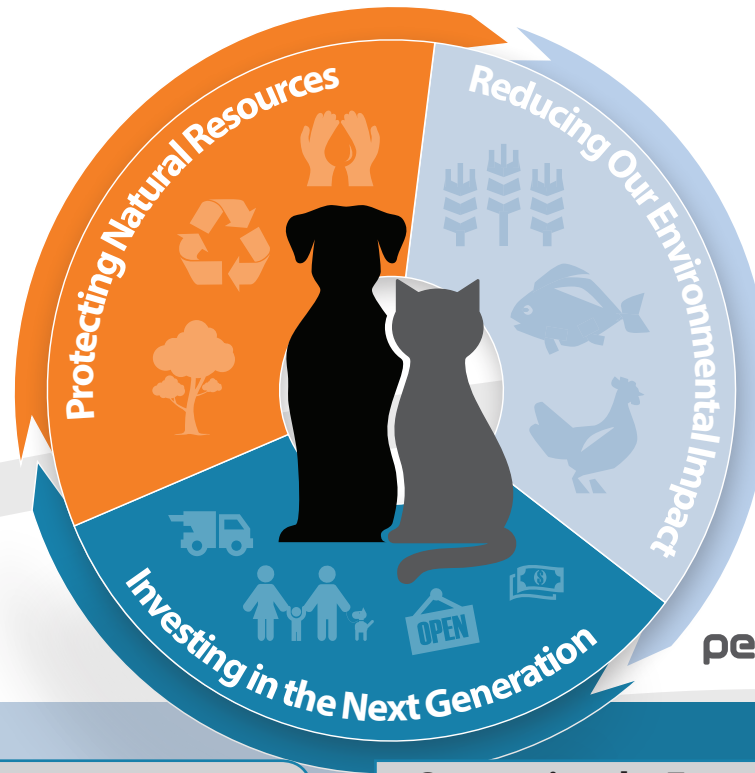 Protecting Natural Resources
Reducing Our Environmental Impact
Investing in the Next Generation
OPEN
$
pe